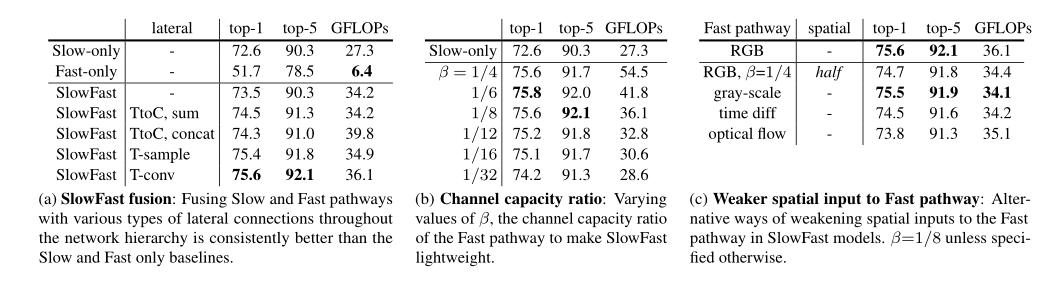 lateral top-1 top-5 GFLOPs
Slow-only - 72.6 90.3 27.3
Fast-only - 51.7 78.5 6.4
SlowFast - 73.5 90.3 34.2
SlowFast TtoC, sum 74.5 91.3 34.2
SlowFast TtoC, concat 74.3 91.0 39.8
SlowFast T-sample 75.4 91.8 34.9
SlowFast T-conv 75.6 92.1 36.1
(a) SlowFast fusion: Fusing Slow and Fast pathways
with various types of lateral connections throughout
the network hierarchy is consistently better than the
Slow and Fast only baselines.
top-1 top-5 GFLOPs
Slow-only 72.6 90.3 27.3
β = 1/4 75.6 91.7 54.5
1/6 75.8 92.0 41.8
1/8 75.6 92.1 36.1
1/12 75.2 91.8 32.8
1/16 75.1 91.7 30.6
1/32 74.2 91.3 28.6
(b) Channel capacity ratio: Varying
values of β, the channel capacity ratio
of the Fast pathway to make SlowFast
lightweight.
Fast pathway spatial top-1 top-5 GFLOPs
RGB - 75.6 92.1 36.1
RGB, β=1/4 half 74.7 91.8 34.4
gray-scale - 75.5 91.9 34.1
time diff - 74.5 91.6 34.2
optical flow - 73.8 91.3 35.1
(c) Weaker spatial input to Fast pathway: Alter-
native ways of weakening spatial inputs to the Fast
pathway in SlowFast models. β=1/8 unless speci-
fied otherwise.